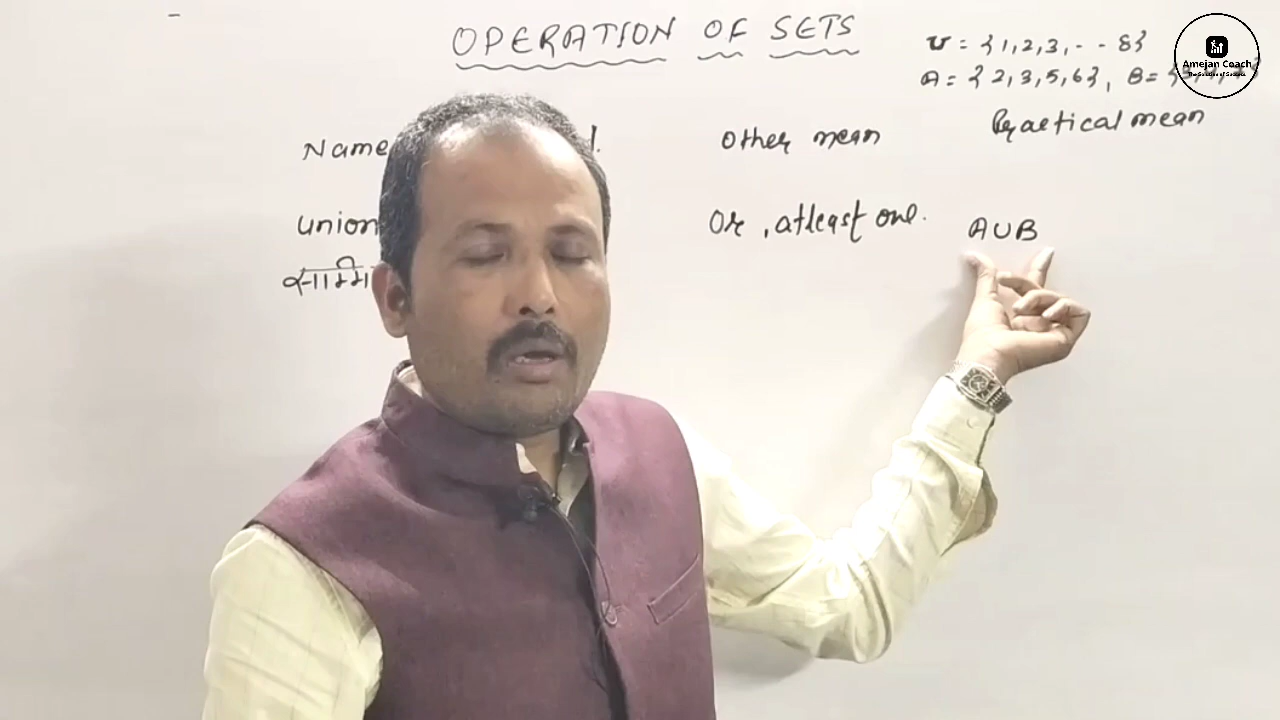 OPERATION OF SETS
U = {1,2,3,- - 8}
A = {2,3,5,6}, B = {
Amejan Coach
Name
Other mean
Practical mean
Union
Or, atleast one.
A∪B